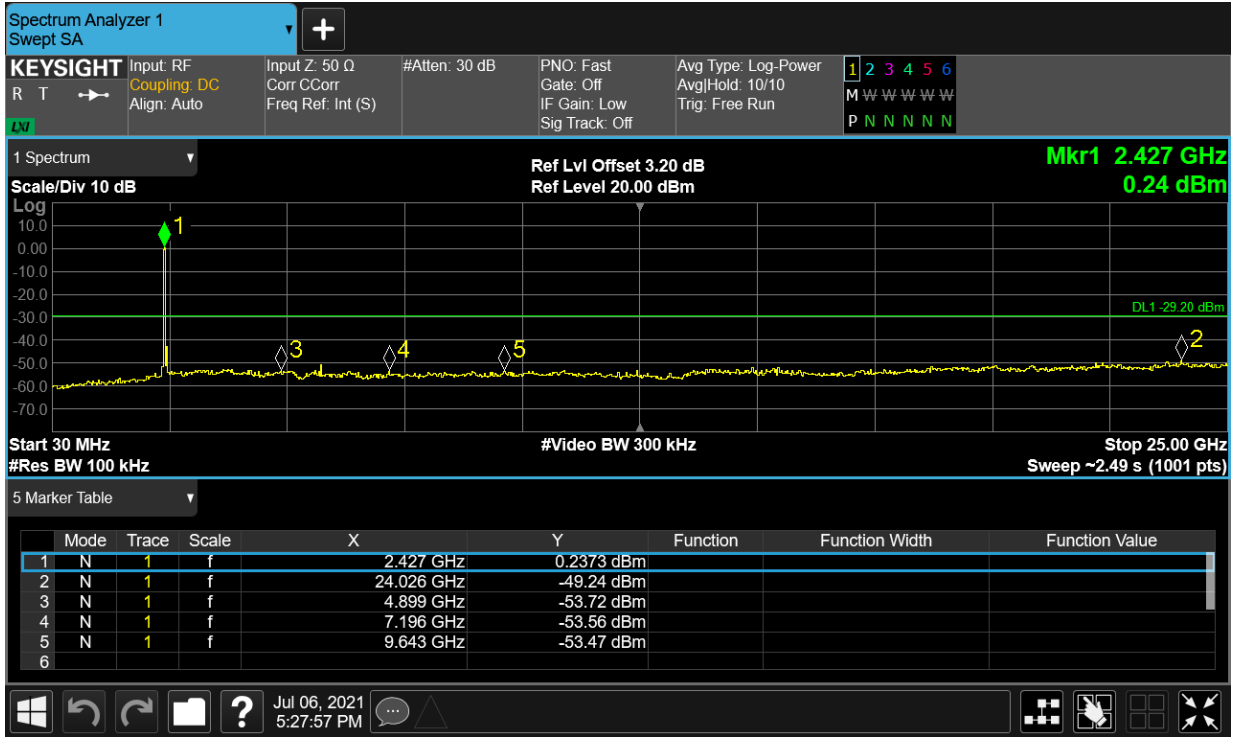 Spectrum Analyzer 1
Swept SA
KEYSIGHT
R T
LXI
Input: RF
Coupling: DC
Align: Auto
Input Z: 50 Ω
Corr CCorr
Freq Ref: Int (S)
#Atten: 30 dB
PNO: Fast
Gate: Off
IF Gain: Low
Sig Track: Off
Avg Type: Log-Power
Avg|Hold: 10/10
Trig: Free Run
1 2 3 4 5 6
M W W W W W
P N N N N N
1 Spectrum
Scale/Div 10 dB
Ref Lvl Offset 3.20 dB
Ref Level 20.00 dBm
Mkr1 2.427 GHz
0.24 dBm
Log
10.0
0.00
-10.0
-20.0
-30.0
-40.0
-50.0
-60.0
-70.0
1
DL1 -29.20 dBm
2
3
4
5
Start 30 MHz
#Res BW 100 kHz
#Video BW 300 kHz
Stop 25.00 GHz
Sweep ~2.49 s (1001 pts)
5 Marker Table
Mode Trace Scale X Y Function Function Width Function Value
1 N 1 f 2.427 GHz 0.2373 dBm
2 N 1 f 24.026 GHz -49.24 dBm
3 N 1 f 4.899 GHz -53.72 dBm
4 N 1 f 7.196 GHz -53.56 dBm
5 N 1 f 9.643 GHz -53.47 dBm
6
?
Jul 06, 2021
5:27:57 PM